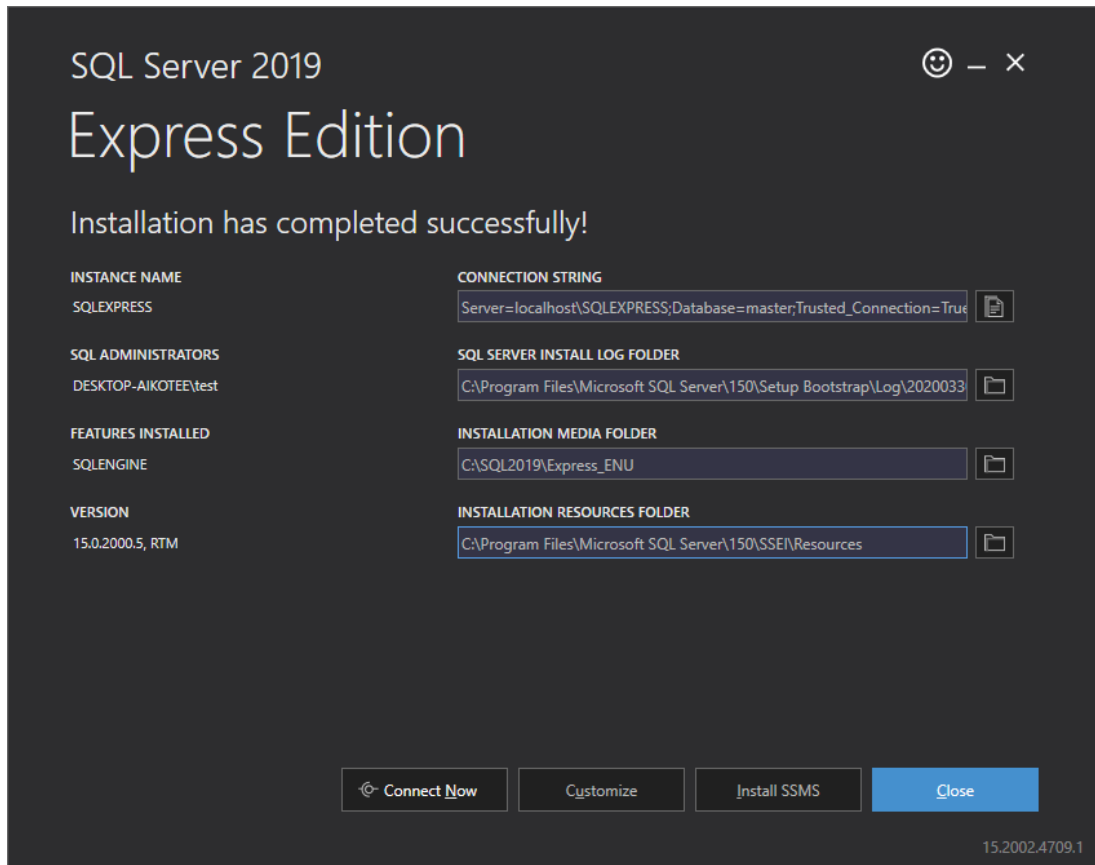 SQL Server 2019
Express Edition
Installation has completed successfully!
INSTANCE NAME
SQLEXPRESS
CONNECTION STRING
Server=localhost\SQLEXPRESS;Database=master;Trusted_Connection=True
SQL ADMINISTRATORS
DESKTOP-AIKOTEE\test
SQL SERVER INSTALL LOG FOLDER
C:\Program Files\Microsoft SQL Server\150\Setup Bootstrap\Log\2020033
FEATURES INSTALLED
SQLENGINE
INSTALLATION MEDIA FOLDER
C:\SQL2019\Express_ENU
VERSION
15.0.2000.5, RTM
INSTALLATION RESOURCES FOLDER
C:\Program Files\Microsoft SQL Server\150\SSEI\Resources
Connect Now
Customize
Install SSMS
Close
15.2002.4709.1